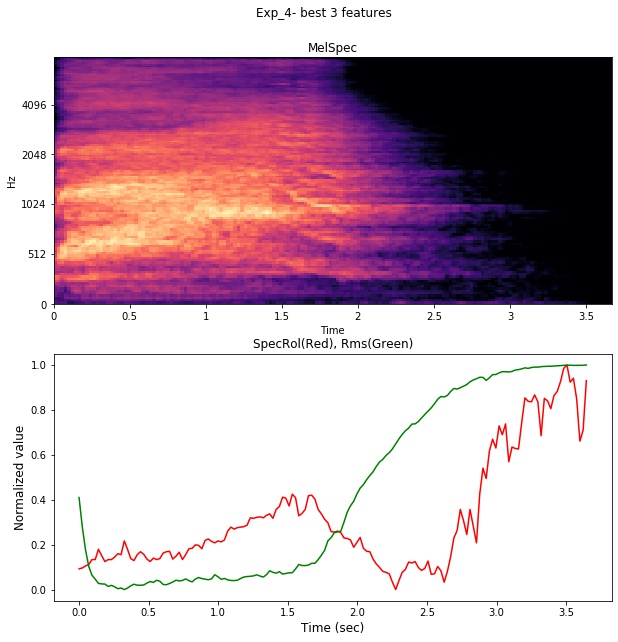 Exp_4- best 3 features
MelSpec
4096
2048
1024
512
0
Hz
0 0.5 1 1.5 2 2.5 3 3.5
Time
SpecRol(Red), Rms(Green)
1.0
0.8
0.6
0.4
0.2
0.0
Normalized value
0.0 0.5 1.0 1.5 2.0 2.5 3.0 3.5
Time (sec)